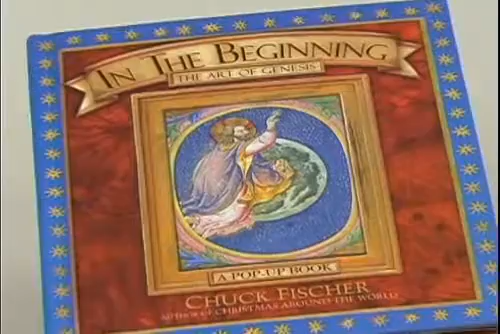 IN THE BEGINNING
THE ART OF GENESIS
A POP-UP BOOK
CHUCK FISCHER
AUTHOR OF CHRISTMAS AROUND THE WORLD